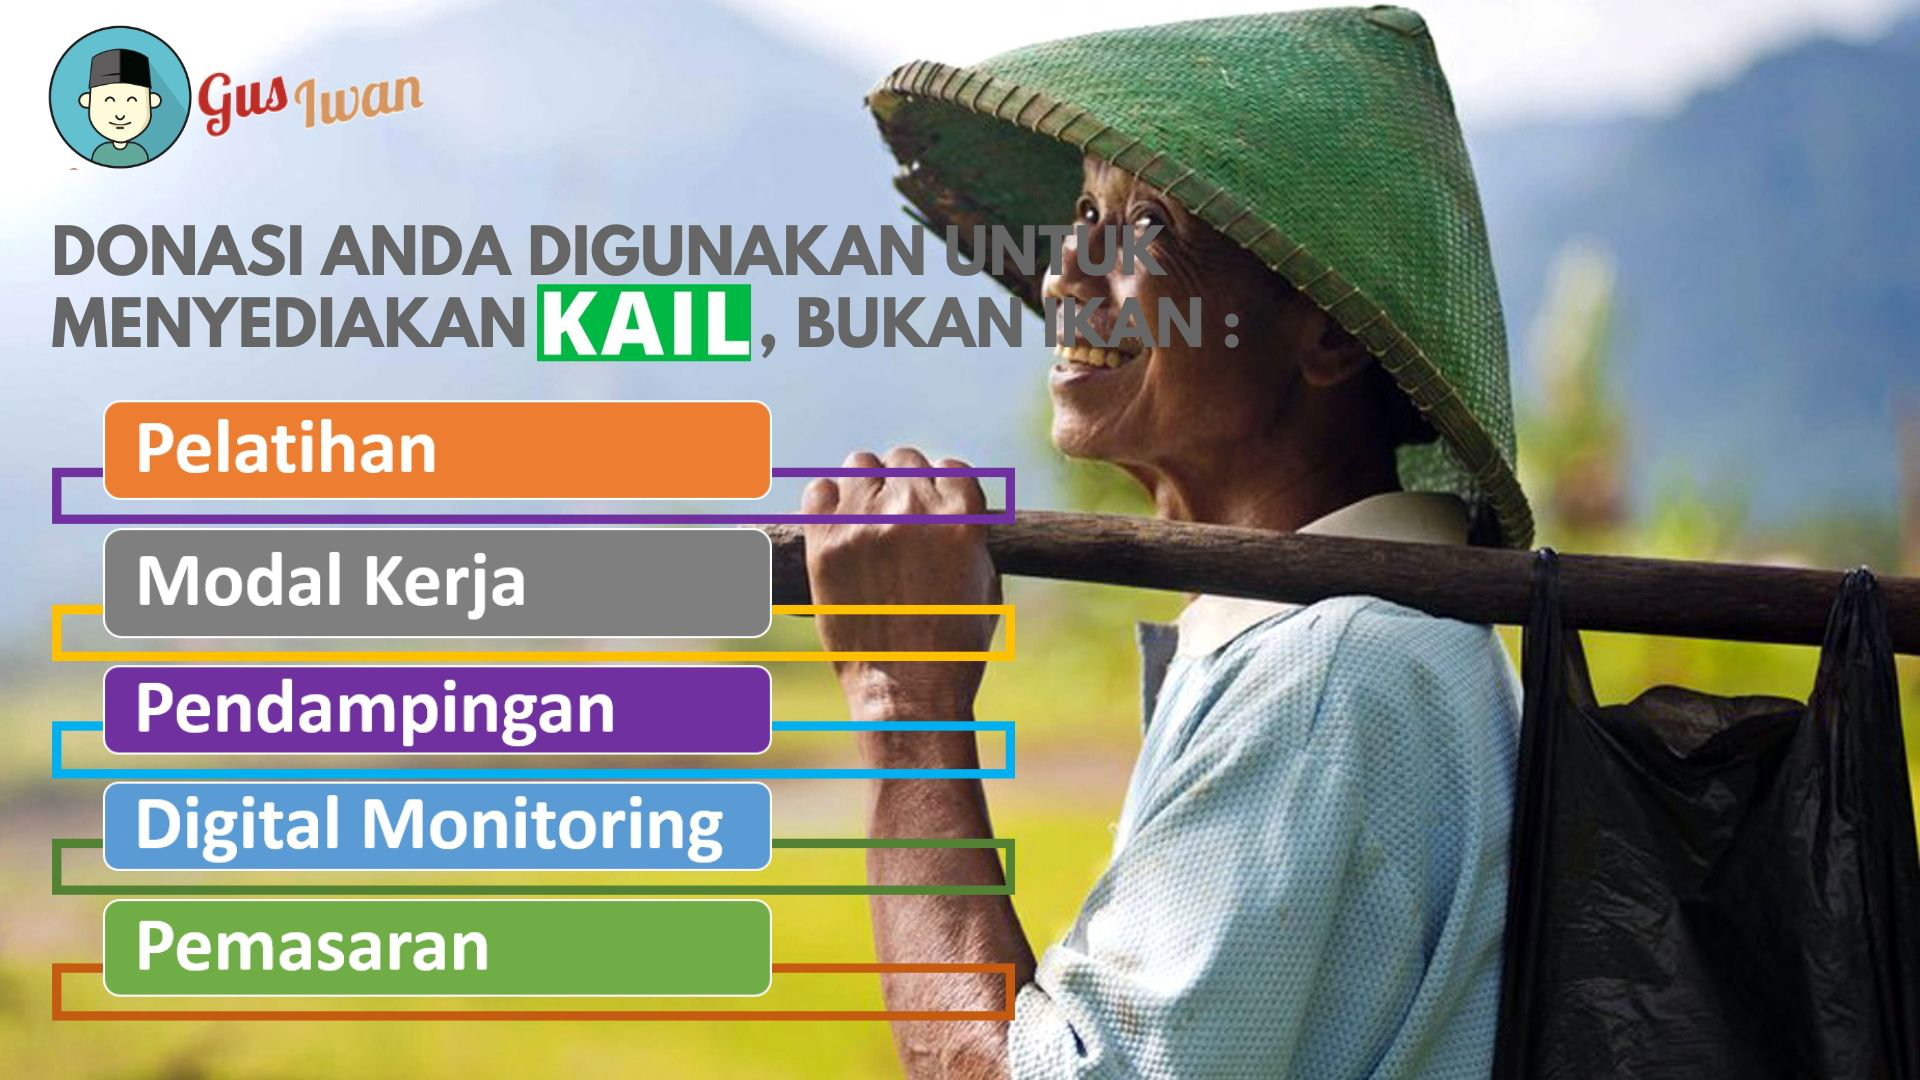 Gus Iwan
DONASI ANDA DIGUNAKAN UNTUK
MENYEDIAKAN KAIL, BUKAN IKAN :
Pelatihan
Modal Kerja
Pendampingan
Digital Monitoring
Pemasaran